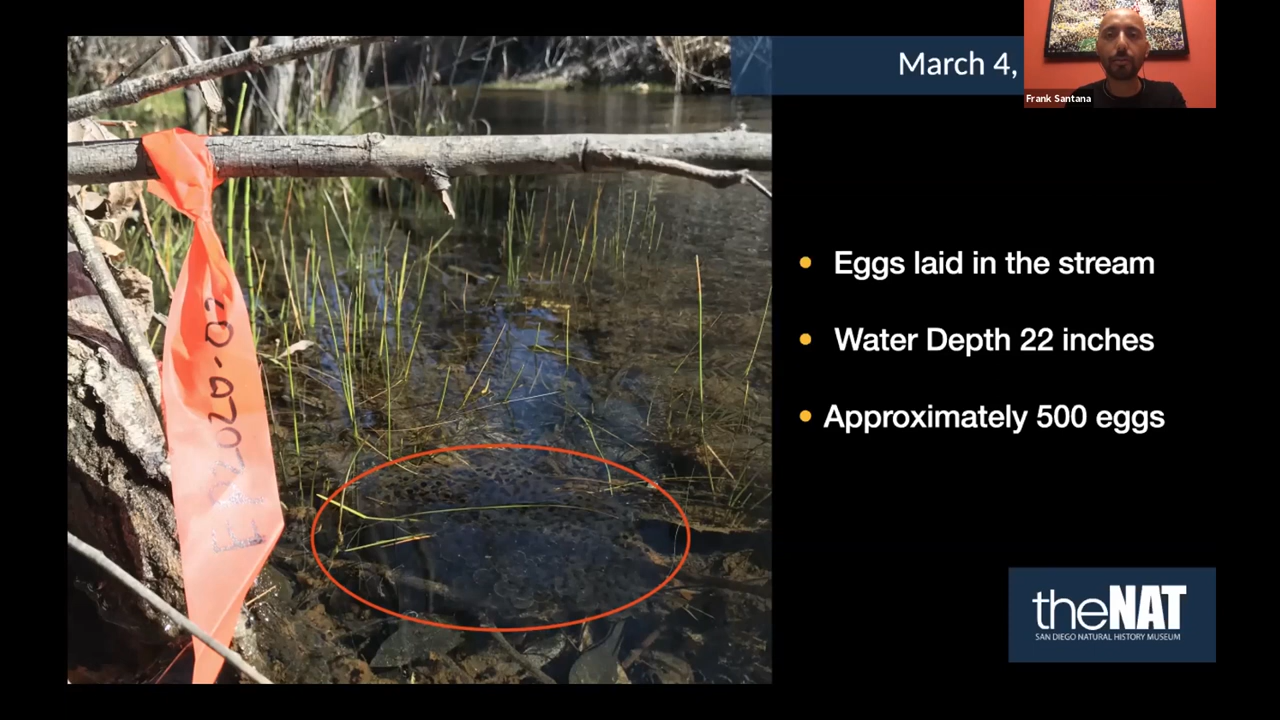 March 4,
Frank Santana
Eggs laid in the stream
Water Depth 22 inches
Approximately 500 eggs
theNAT
SAN DIEGO NATURAL HISTORY MUSEUM